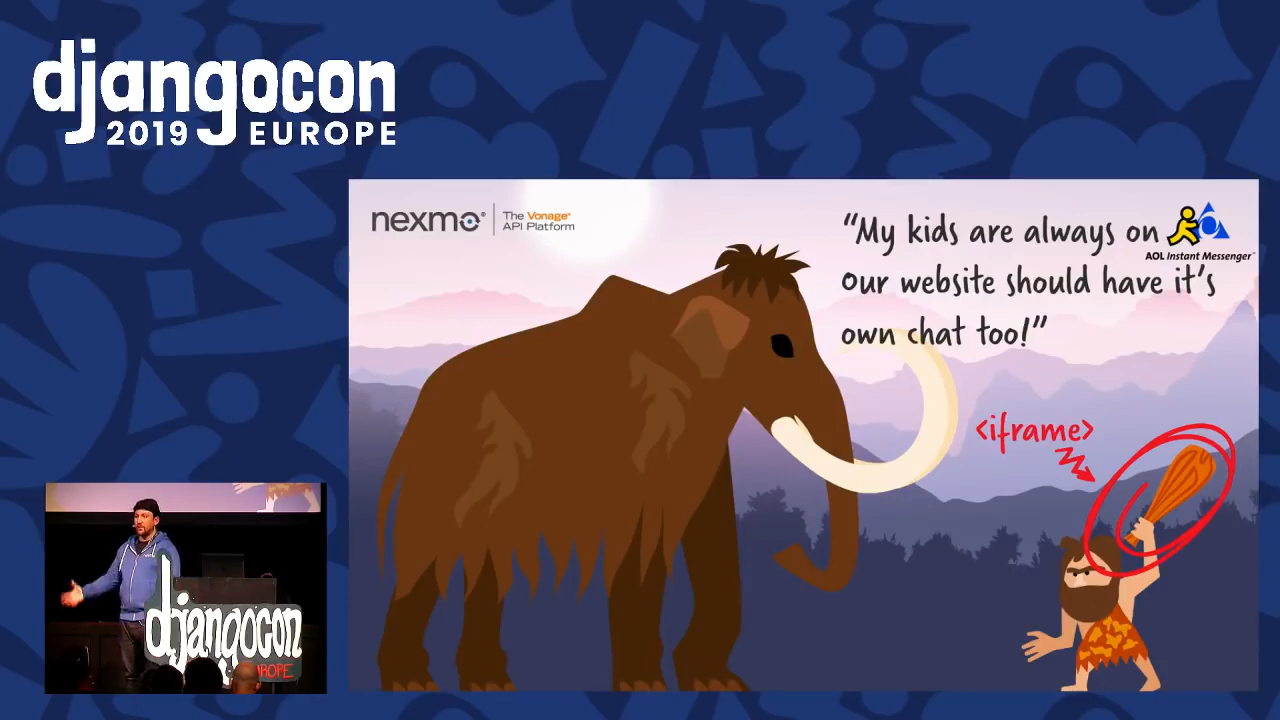 djangocon
2019 EUROPE
nexmo
The Vonage
API Platform
“My kids are always on
AOL Instant Messenger
Our website should have it’s
own chat too!”
<iframe>
djangocon
EUROPE